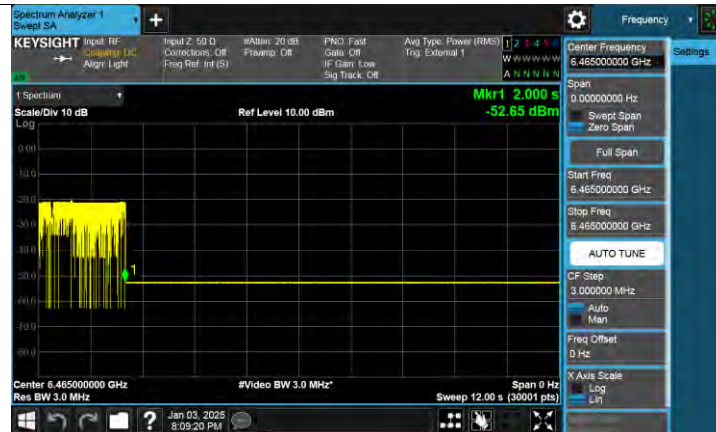 Spectrum Analyzer 1
Swept SA
+
Frequency
KEYSIGHT
Input: RF
Coupling: DC
Align: Light
Input Z: 50 Ω
Corrections: Off
Freq Ref: Int (S)
#Atten: 20 dB
Preamp: Off
PNO: Fast
Gate: Off
IF Gain: Low
Sig Track: Off
Avg Type: Power (RMS)
Trig: External 1
1 2 3 4 5 6
W W W W W W
A N N N N N
Center Frequency
6.465000000 GHz
Settings
Span
0.00000000 Hz
Swept Span
Zero Span
Full Span
Start Freq
6.465000000 GHz
Stop Freq
6.465000000 GHz
AUTO TUNE
CF Step
3.000000 MHz
Auto
Man
Freq Offset
0 Hz
X Axis Scale
Log
Lin
1 Spectrum
Scale/Div 10 dB
Ref Level 10.00 dBm
Mkr1 2.000 s
-52.65 dBm
Log
0.00
-10.0
-20.0
-30.0
-40.0
-50.0
-60.0
-70.0
-80.0
1
Center 6.465000000 GHz
Res BW 3.0 MHz
#Video BW 3.0 MHz*
Span 0 Hz
Sweep 12.00 s (30001 pts)
?
Jan 03, 2025
8:09:20 PM